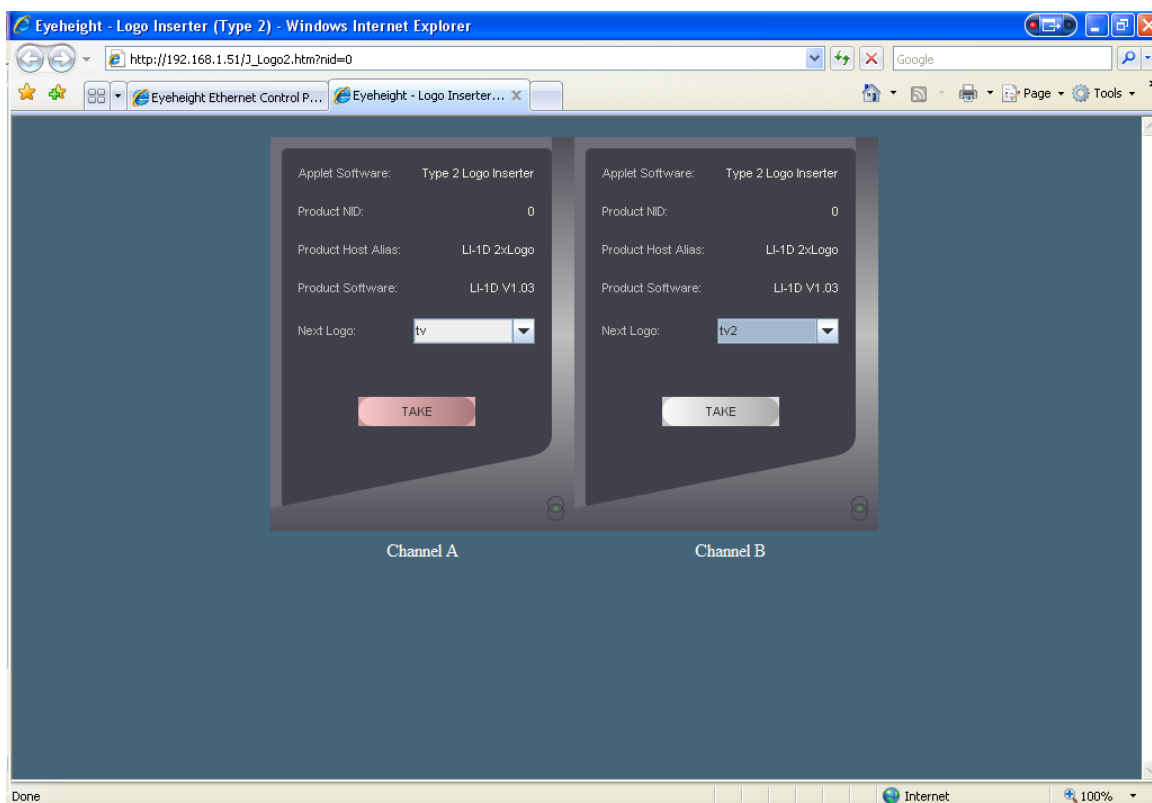 Eyeheight - Logo Inserter (Type 2) - Windows Internet Explorer
http://192.168.1.51/J_Logo2.htm?nid=0
Google
Eyeheight Ethernet Control P...
Eyeheight - Logo Inserter...
Page
Tools
Applet Software: Type 2 Logo Inserter
Product NID: 0
Product Host Alias: LI-1D 2xLogo
Product Software: LI-1D V1.03
Next Logo: tv
TAKE
Channel A
Applet Software: Type 2 Logo Inserter
Product NID: 0
Product Host Alias: LI-1D 2xLogo
Product Software: LI-1D V1.03
Next Logo: tv2
TAKE
Channel B
Done
Internet
100%